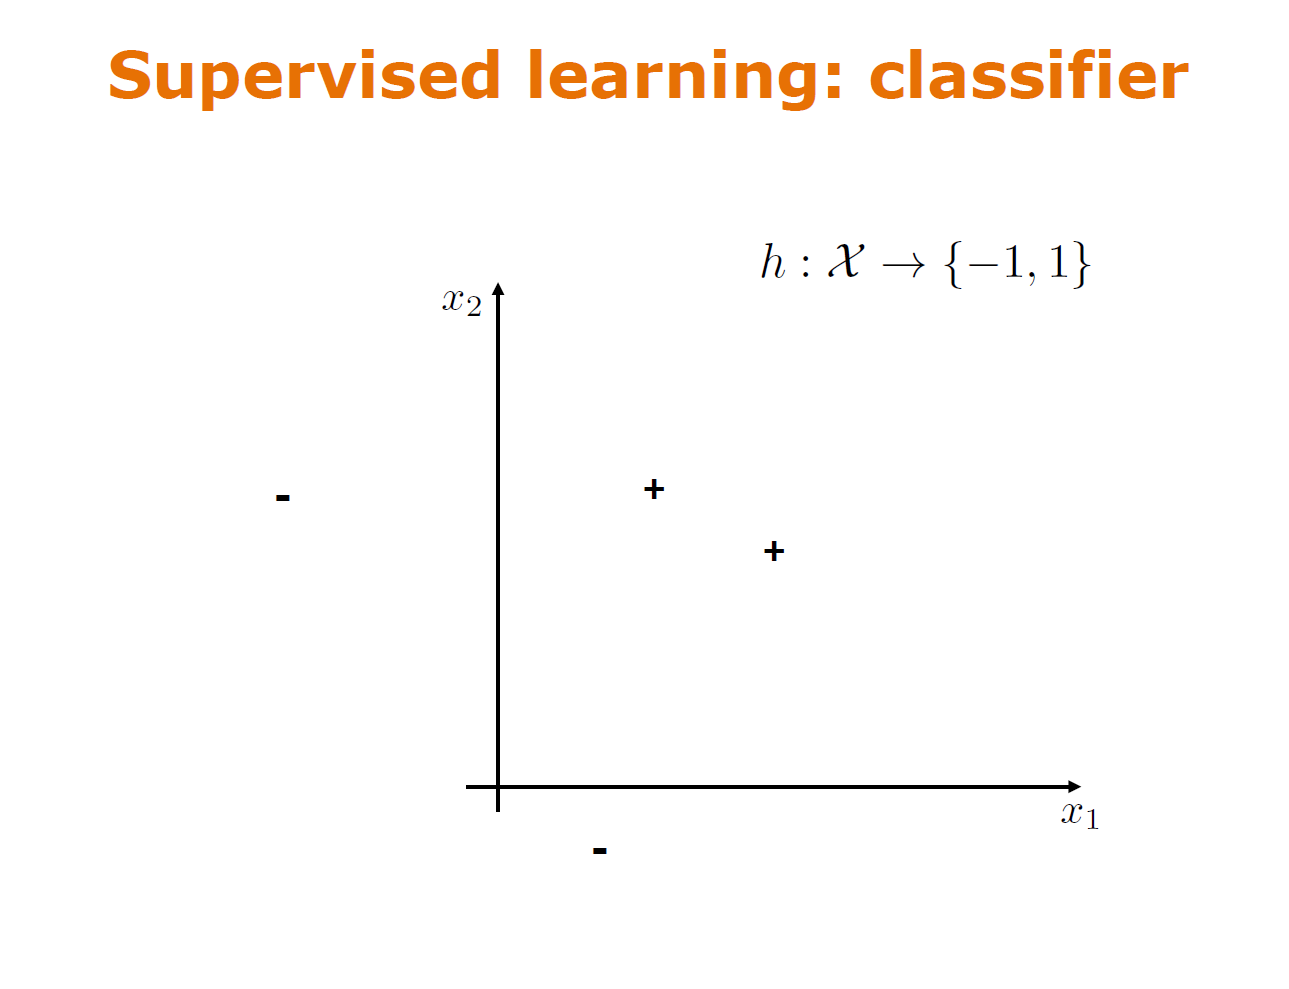 Supervised learning: classifier
h : 𝒳 → {−1, 1}
x₂
- +
+
x₁
-